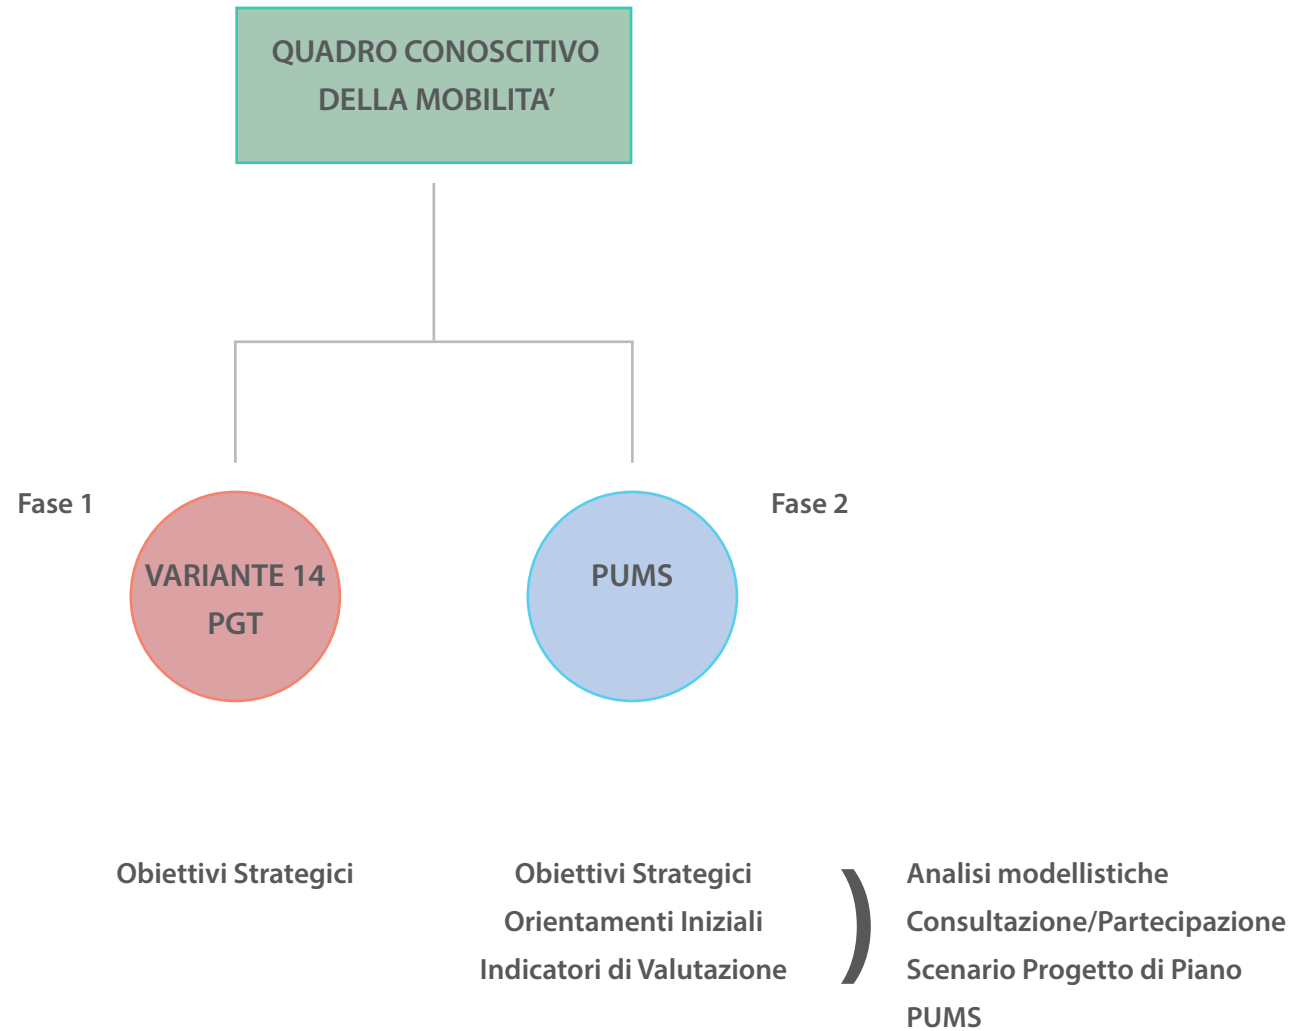 QUADRO CONOSCITIVO
DELLA MOBILITA’
Fase 1
VARIANTE 14
PGT
PUMS
Fase 2
Obiettivi Strategici
Obiettivi Strategici
Orientamenti Iniziali
Indicatori di Valutazione
)
Analisi modellistiche
Consultazione/Partecipazione
Scenario Progetto di Piano
PUMS